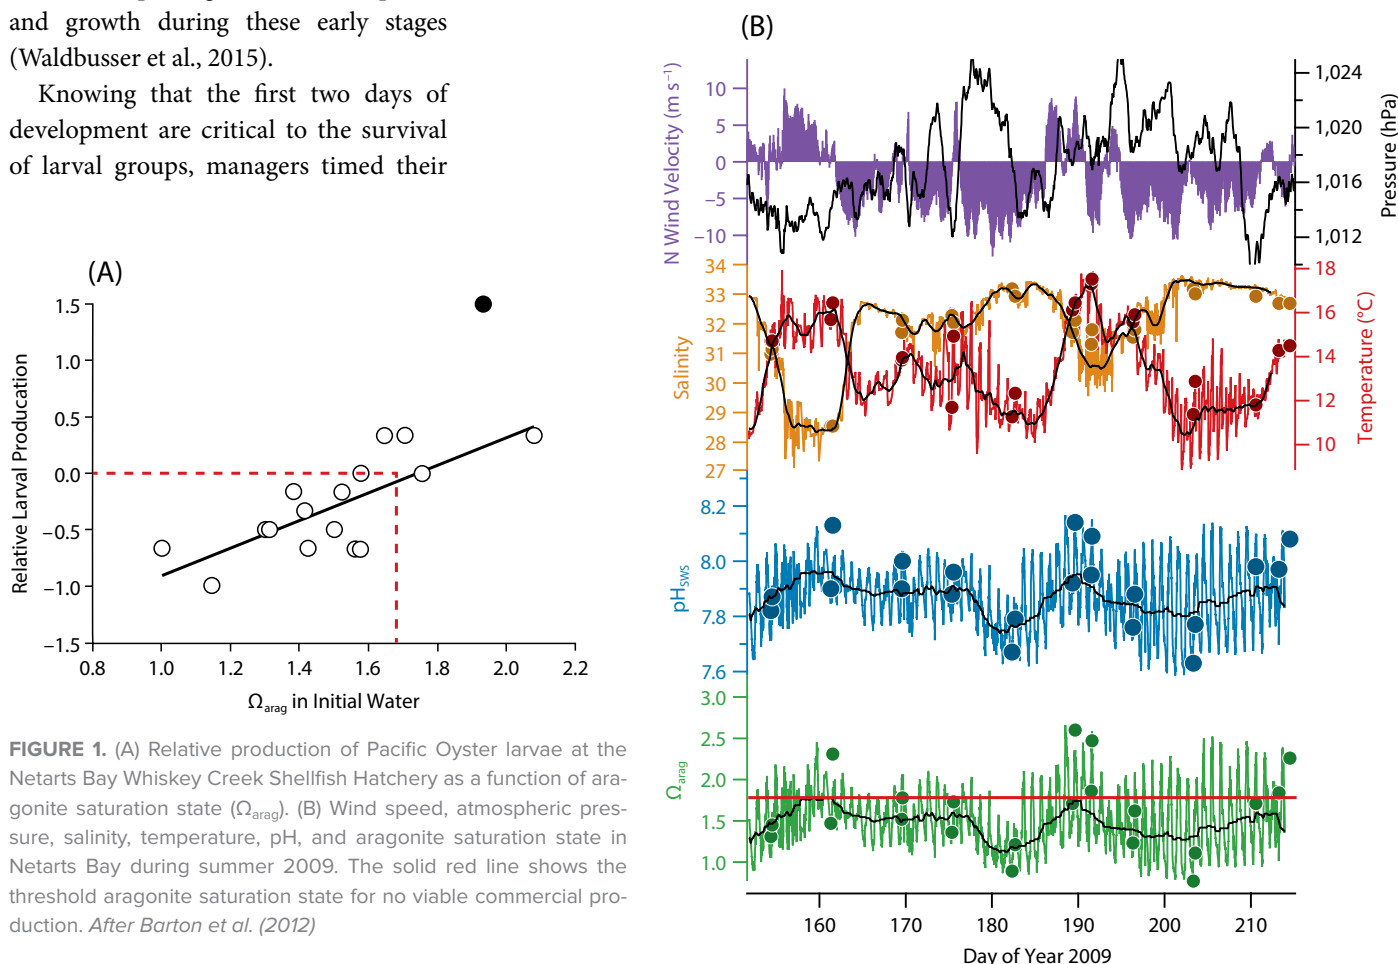 and growth during these early stages
(Waldbusser et al., 2015).
Knowing that the first two days of
development are critical to the survival
of larval groups, managers timed their
(A)
1.5
1.0
0.5
0.0
−0.5
−1.0
−1.5
Relative Larval Producation
0.8
1.0
1.2
1.4
1.6
1.8
2.0
2.2
Ωarag in Initial Water
FIGURE 1. (A) Relative production of Pacific Oyster larvae at the
Netarts Bay Whiskey Creek Shellfish Hatchery as a function of ara-
gonite saturation state (Ωarag). (B) Wind speed, atmospheric pres-
sure, salinity, temperature, pH, and aragonite saturation state in
Netarts Bay during summer 2009. The solid red line shows the
threshold aragonite saturation state for no viable commercial pro-
duction. After Barton et al. (2012)
(B)
N Wind Velocity (m s⁻¹)
10
5
0
−5
−10
1,024
1,020
1,016
1,012
Pressure (hPa)
Salinity
34
33
32
31
30
29
28
27
18
16
14
12
10
Temperature (°C)
pHSWS
8.2
8.0
7.8
7.6
Ωarag
3.0
2.5
2.0
1.5
1.0
160
170
180
190
200
210
Day of Year 2009